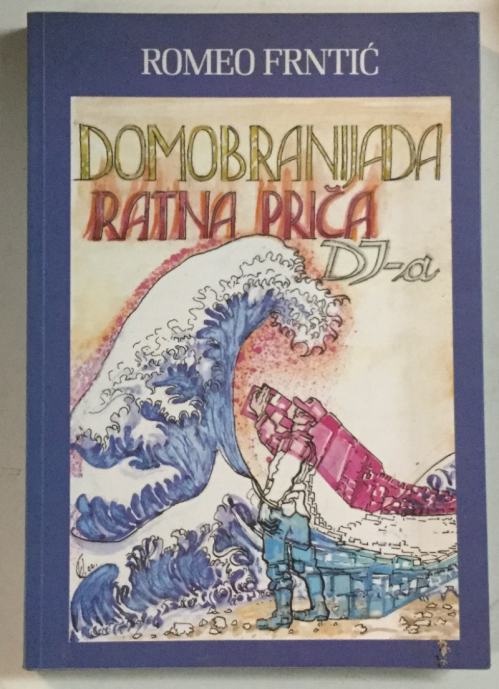 ROMEO FRNTIĆ
DOMOBRANIJADA
RATNA PRIČA
DJ-a